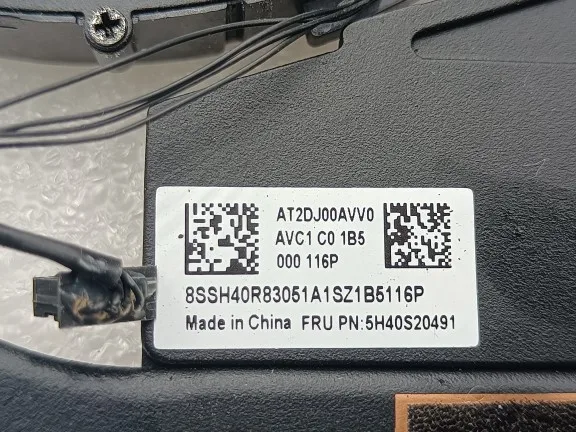 AT2DJ00AVV0
AVC1 C0 1B5
000 116P
8SSH40R83051A1SZ1B5116P
Made in China FRU PN:5H40S20491